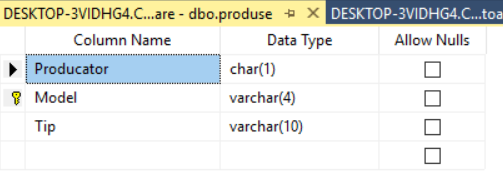 DESKTOP-3VIDHG4.C...are - dbo.produse
DESKTOP-3VIDHG4.C...toa
Column Name Data Type Allow Nulls
Producator char(1)
Model varchar(4)
Tip varchar(10)